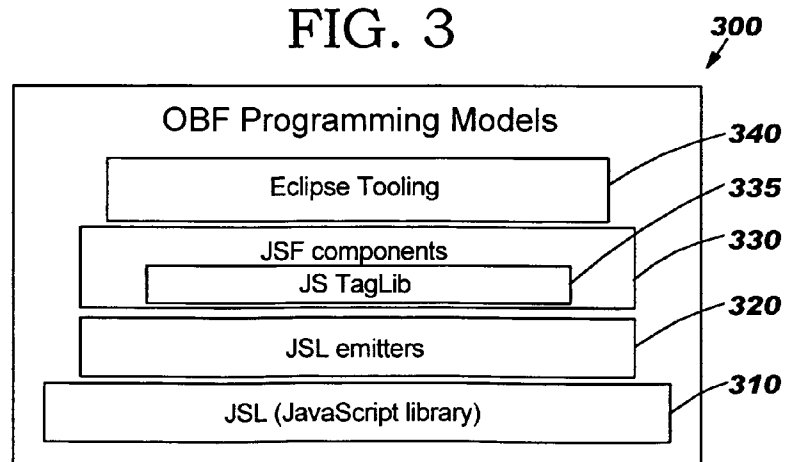 FIG. 3
300
OBF Programming Models
340
Eclipse Tooling
335
JSF components
330
JS TagLib
320
JSL emitters
310
JSL (JavaScript library)